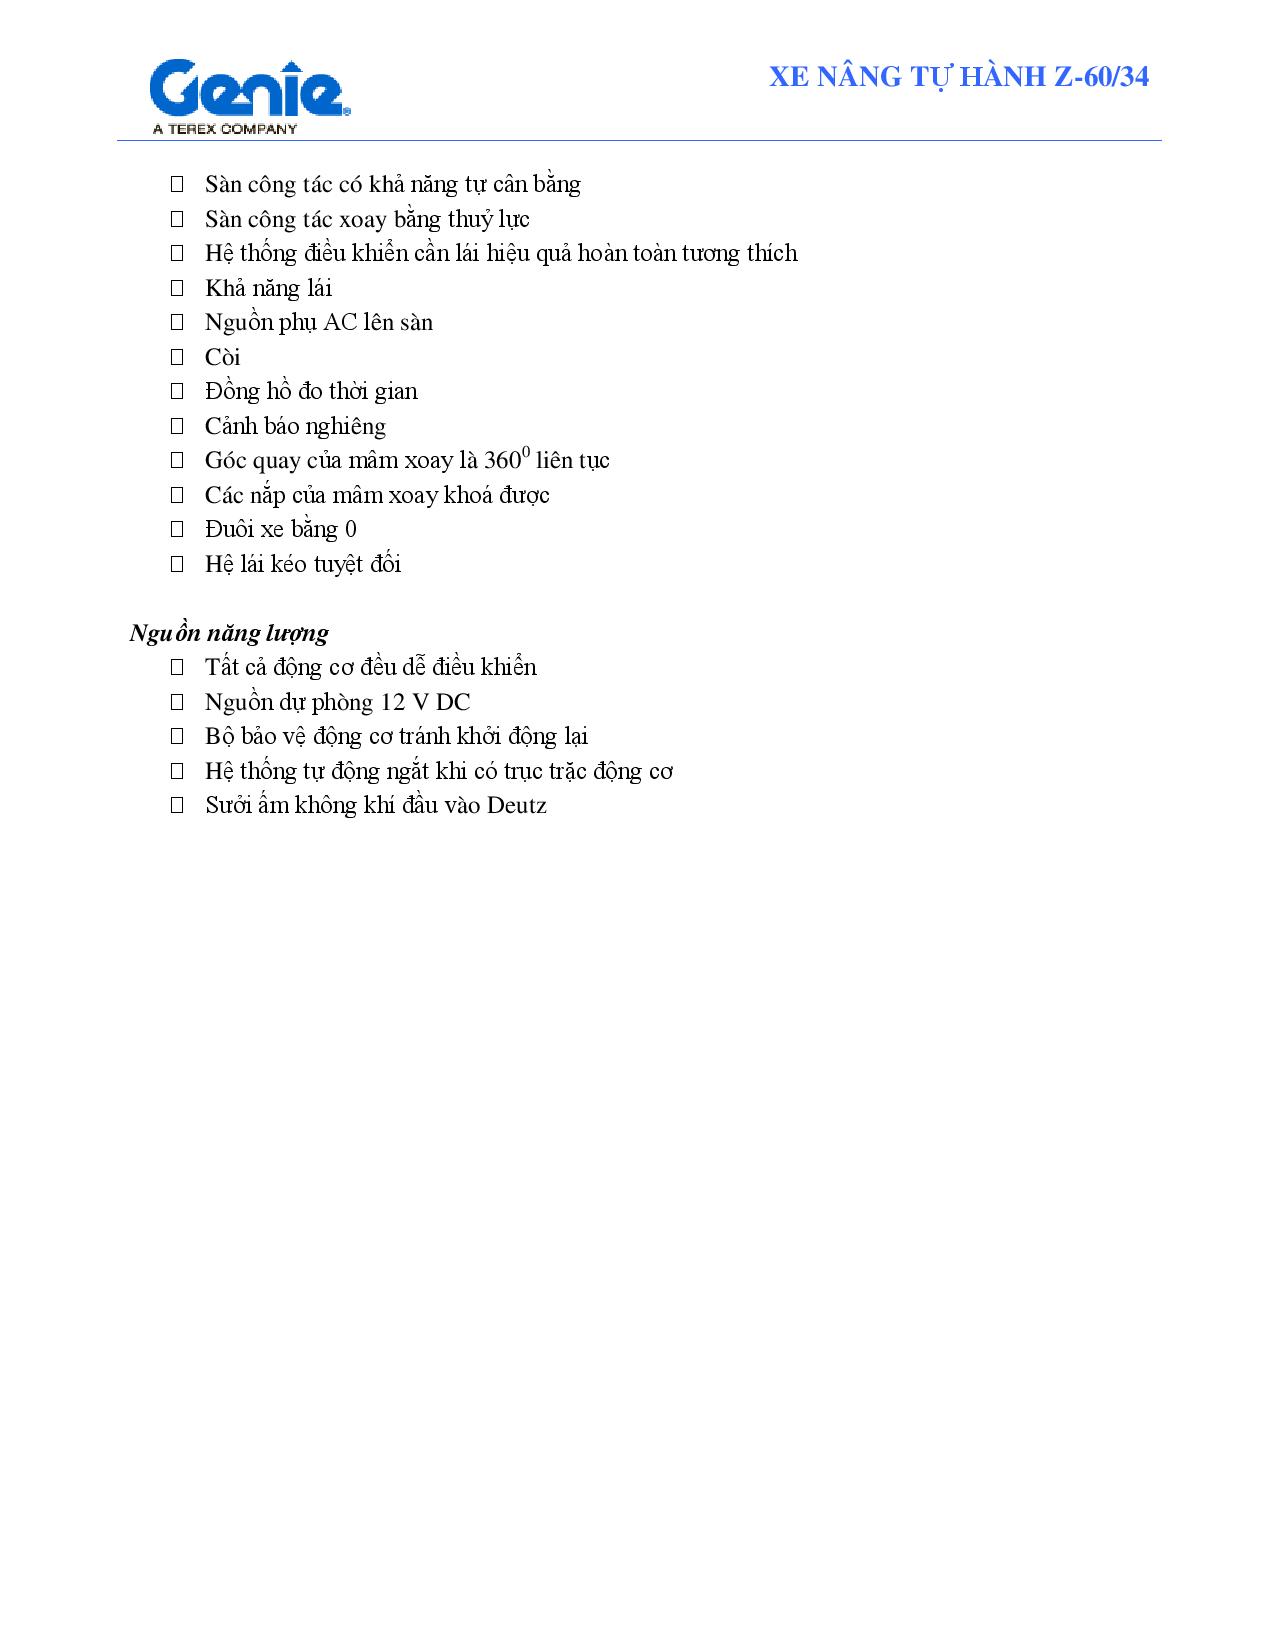 Genie®
A TEREX COMPANY
XE NÂNG TỰ HÀNH Z-60/34
Sàn công tác có khả năng tự cân bằng
Sàn công tác xoay bằng thuỷ lực
Hệ thống điều khiển cần lái hiệu quả hoàn toàn tương thích
Khả năng lái
Nguồn phụ AC lên sàn
Còi
Đồng hồ đo thời gian
Cảnh báo nghiêng
Góc quay của mâm xoay là 360⁰ liên tục
Các nắp của mâm xoay khoá được
Đuôi xe bằng 0
Hệ lái kéo tuyệt đối
Nguồn năng lượng
Tất cả động cơ đều dễ điều khiển
Nguồn dự phòng 12 V DC
Bộ bảo vệ động cơ tránh khởi động lại
Hệ thống tự động ngắt khi có trục trặc động cơ
Sưởi ấm không khí đầu vào Deutz